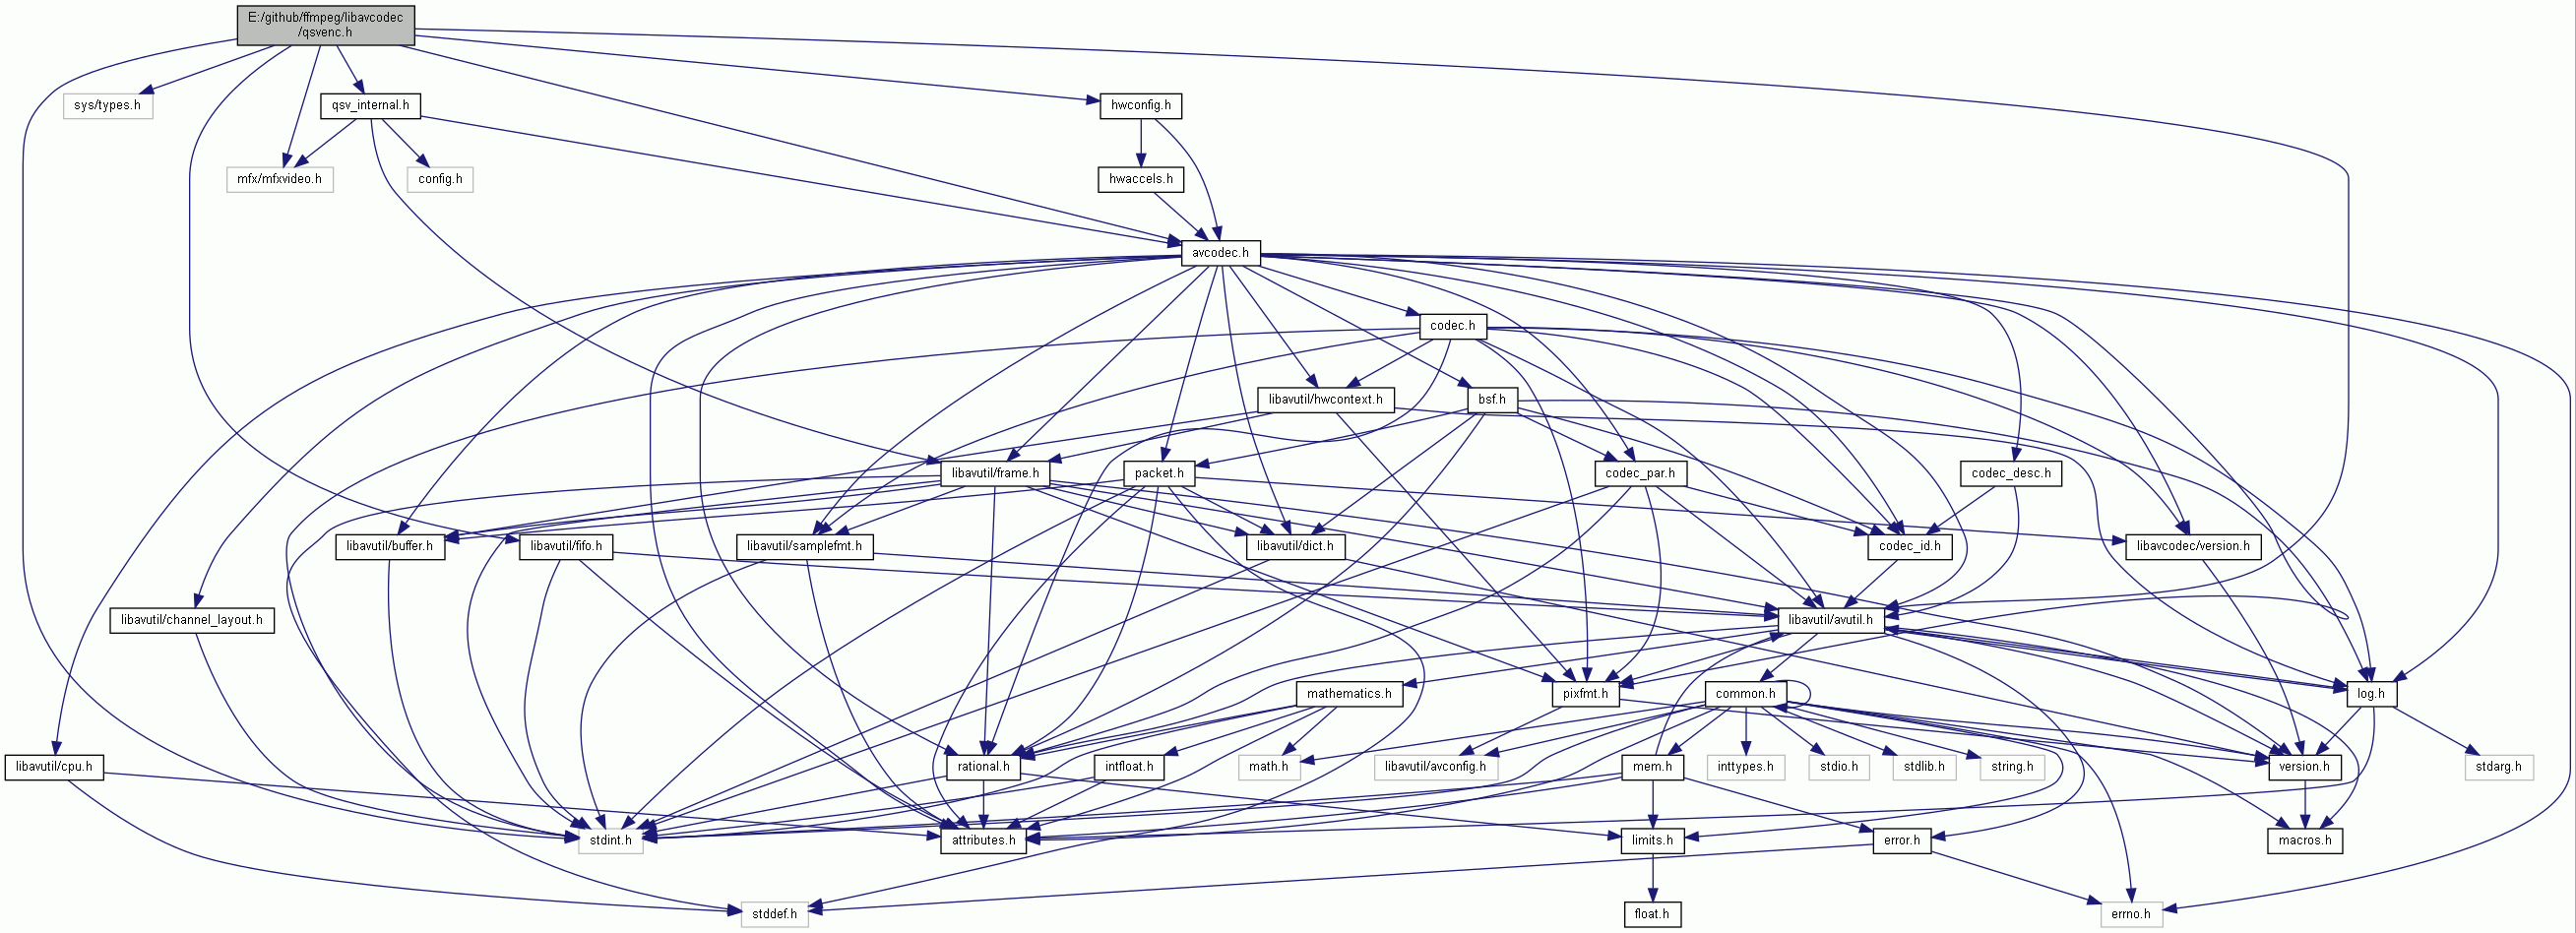 E:/github/ffmpeg/libavcodec
/qsvenc.h
sys/types.h
qsv_internal.h
hwconfig.h
mfx/mfxvideo.h
config.h
hwaccels.h
avcodec.h
codec.h
libavutil/hwcontext.h
bsf.h
libavutil/frame.h
packet.h
codec_par.h
codec_desc.h
libavutil/buffer.h
libavutil/fifo.h
libavutil/samplefmt.h
libavutil/dict.h
codec_id.h
libavcodec/version.h
libavutil/channel_layout.h
libavutil/avutil.h
mathematics.h
pixfmt.h
common.h
log.h
libavutil/cpu.h
rational.h
intfloat.h
math.h
libavutil/avconfig.h
mem.h
inttypes.h
stdio.h
stdlib.h
string.h
version.h
stdarg.h
stdint.h
attributes.h
limits.h
error.h
macros.h
stddef.h
float.h
errno.h